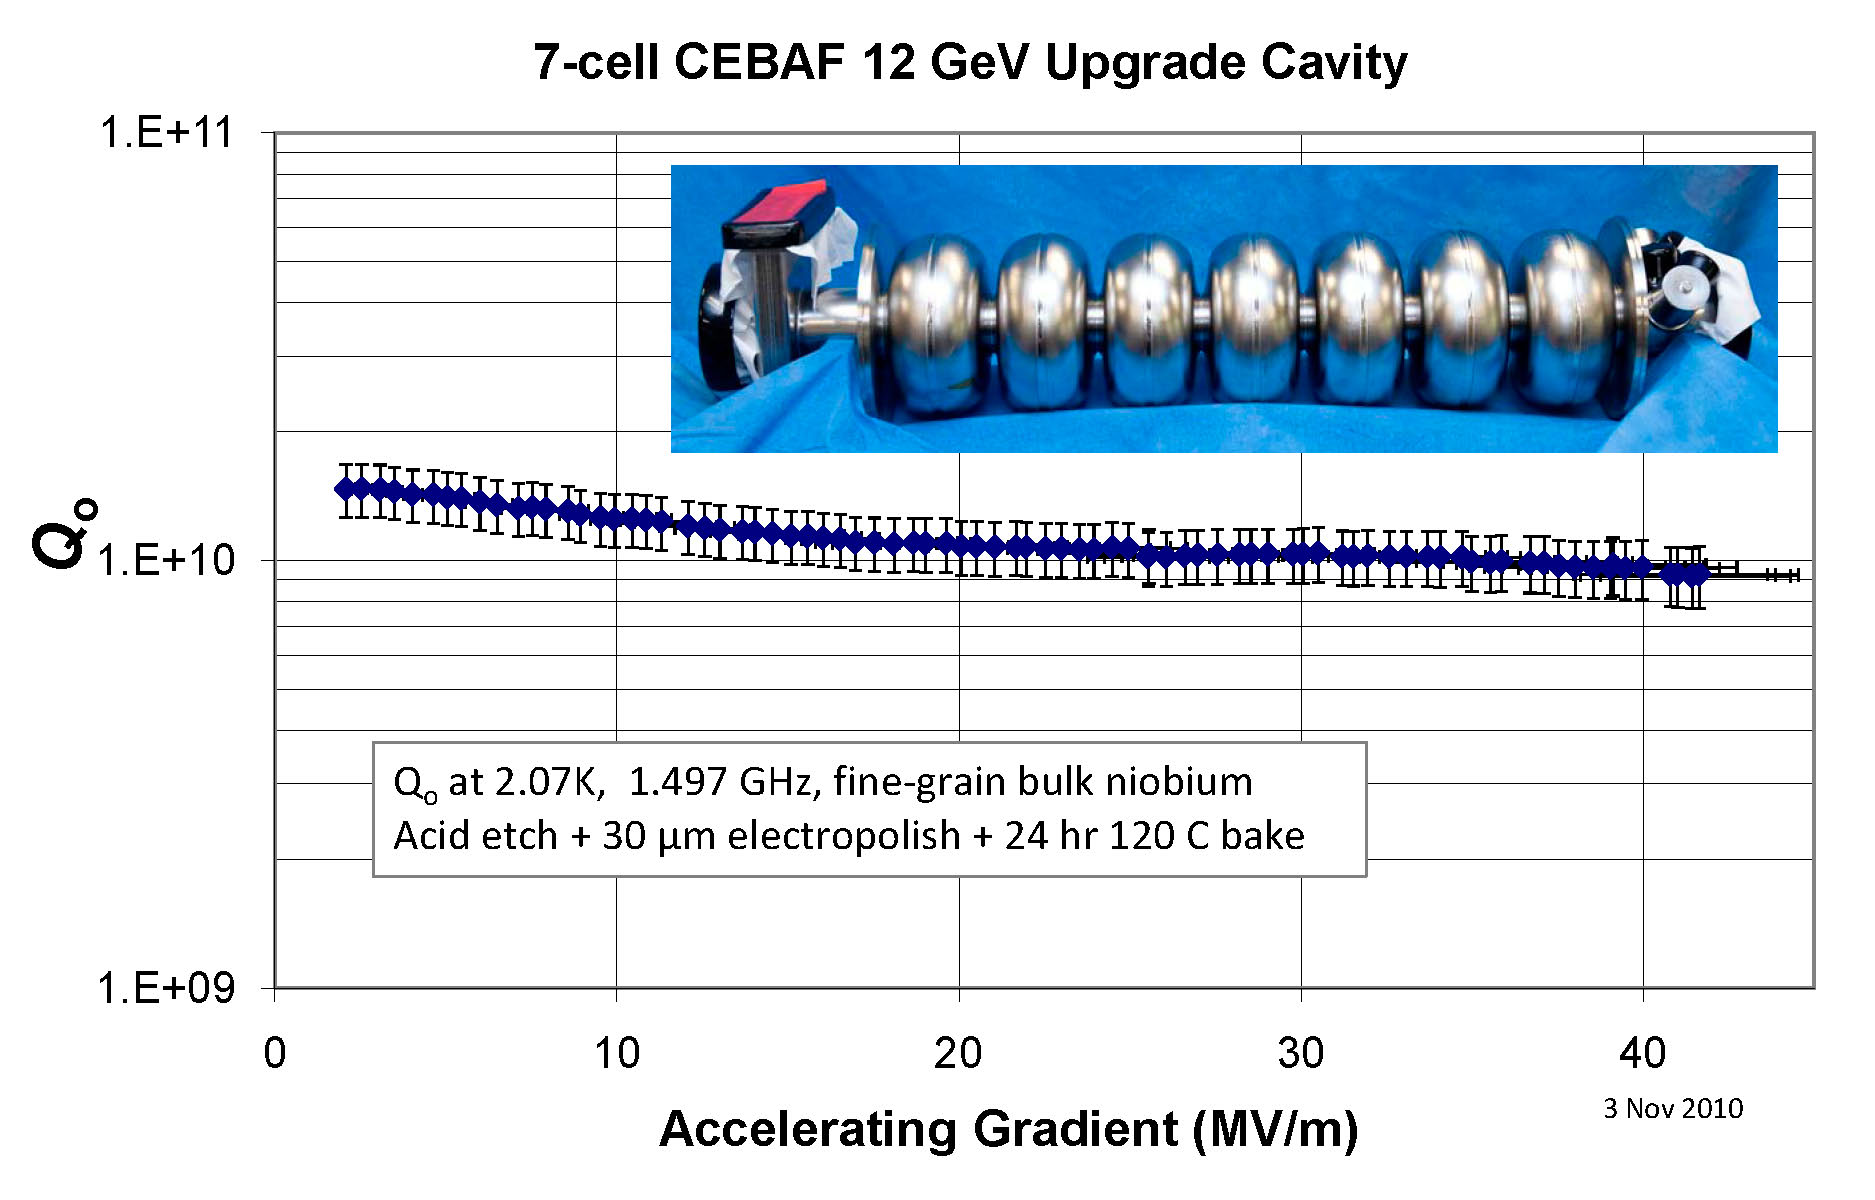 7-cell CEBAF 12 GeV Upgrade Cavity
1.E+11
1.E+10
1.E+09
Qo
Qo at 2.07K, 1.497 GHz, fine-grain bulk niobium
Acid etch + 30 μm electropolish + 24 hr 120 C bake
0 10 20 30 40
Accelerating Gradient (MV/m)
3 Nov 2010